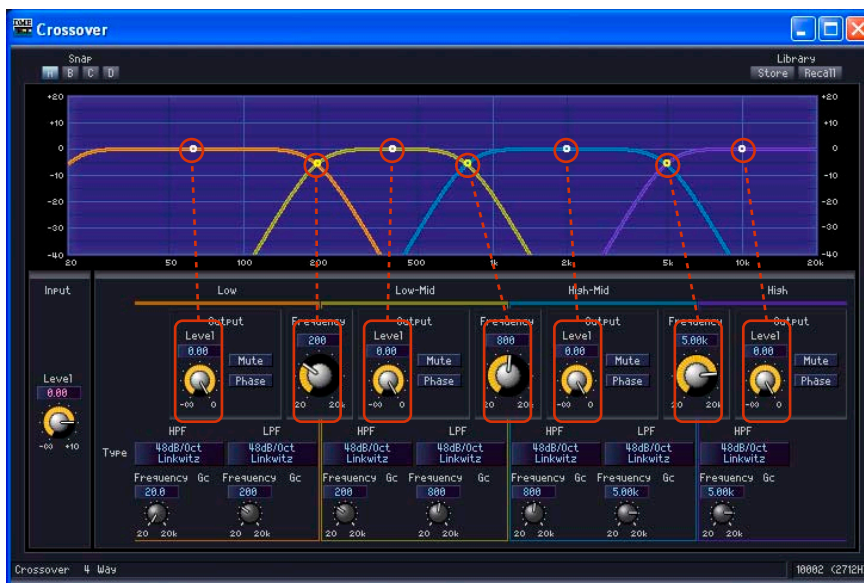 DME Crossover
Snap Library
A B C D Store Recall
+20 +20
+10 +10
0 0
-10 -10
-20 -20
-30 -30
-40 -40
20 50 100 200 500 1k 2k 5k 10k 20k
Input Low Low-Mid High-Mid High
Output Frequency Output Frequency Output Frequency Output
Level 200 Level 800 Level 5.00k Level
0.00 0.00 0.00 0.00
Mute Mute Mute Mute
Level Phase Phase Phase Phase
0.00
-∞ 0 20 20k -∞ 0 20 20k -∞ 0 20 20k -∞ 0
-∞ +10
HPF LPF HPF LPF HPF LPF HPF
Type 48dB/Oct 48dB/Oct 48dB/Oct 48dB/Oct 48dB/Oct 48dB/Oct 48dB/Oct
Linkwitz Linkwitz Linkwitz Linkwitz Linkwitz Linkwitz Linkwitz
Frequency Gc Frequency Gc Frequency Gc Frequency Gc Frequency Gc Frequency Gc Frequency Gc
20.0 200 200 800 800 5.00k 5.00k
20 20k 20 20k 20 20k 20 20k 20 20k 20 20k 20 20k
Crossover 4 Way 10002 (2712H